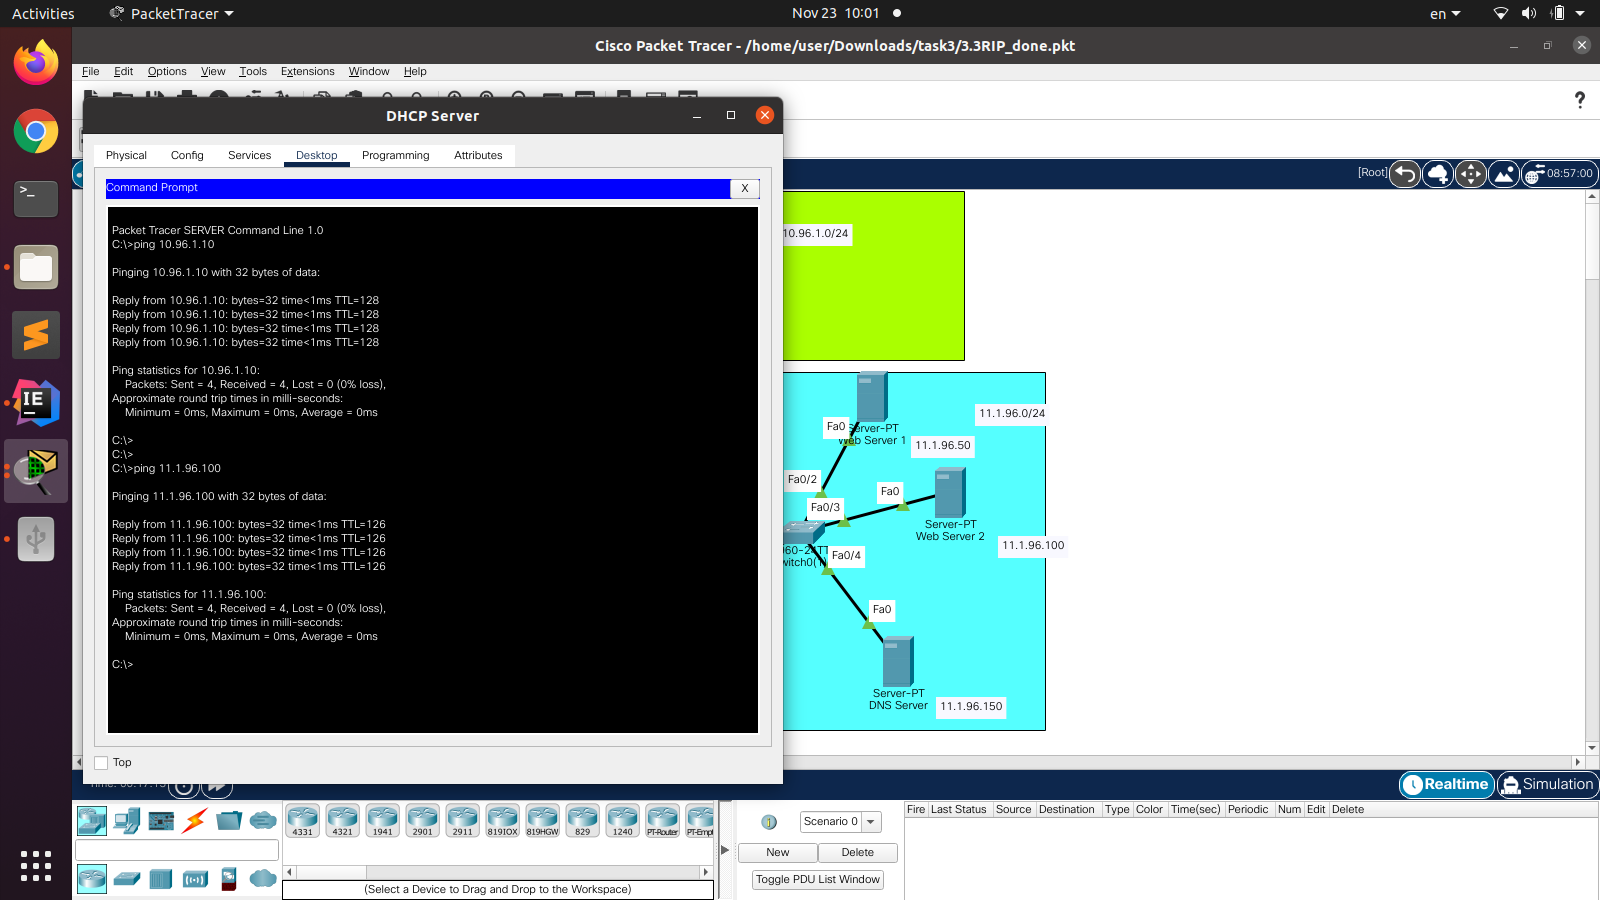 Activities
PacketTracer
Nov 23 10:01
en
Cisco Packet Tracer - /home/user/Downloads/task3/3.3RIP_done.pkt
File Edit Options View Tools Extensions Window Help
?
DHCP Server
Physical Config Services Desktop Programming Attributes
Command Prompt
X
Packet Tracer SERVER Command Line 1.0
C:\>ping 10.96.1.10
Pinging 10.96.1.10 with 32 bytes of data:
Reply from 10.96.1.10: bytes=32 time<1ms TTL=128
Reply from 10.96.1.10: bytes=32 time<1ms TTL=128
Reply from 10.96.1.10: bytes=32 time<1ms TTL=128
Reply from 10.96.1.10: bytes=32 time<1ms TTL=128
Ping statistics for 10.96.1.10:
Packets: Sent = 4, Received = 4, Lost = 0 (0% loss),
Approximate round trip times in milli-seconds:
Minimum = 0ms, Maximum = 0ms, Average = 0ms
C:\>
C:\>
C:\>ping 11.1.96.100
Pinging 11.1.96.100 with 32 bytes of data:
Reply from 11.1.96.100: bytes=32 time<1ms TTL=126
Reply from 11.1.96.100: bytes=32 time<1ms TTL=126
Reply from 11.1.96.100: bytes=32 time<1ms TTL=126
Reply from 11.1.96.100: bytes=32 time<1ms TTL=126
Ping statistics for 11.1.96.100:
Packets: Sent = 4, Received = 4, Lost = 0 (0% loss),
Approximate round trip times in milli-seconds:
Minimum = 0ms, Maximum = 0ms, Average = 0ms
C:\>
Top
[Root]
08:57:00
10.96.1.0/24
11.1.96.0/24
Fa0
Server-PT
Web Server 1
11.1.96.50
Fa0/2
Fa0
Fa0/3
Server-PT
Web Server 2
11.1.96.100
Fa0/4
Fa0
Server-PT
DNS Server
11.1.96.150
Realtime
Simulation
4331 4321 1941 2901 2911 819IOX 819HGW 829 1240 PT-Router PT-Empt
(Select a Device to Drag and Drop to the Workspace)
Scenario 0
New
Delete
Toggle PDU List Window
Fire Last Status Source Destination Type Color Time(sec) Periodic Num Edit Delete
>_
IE